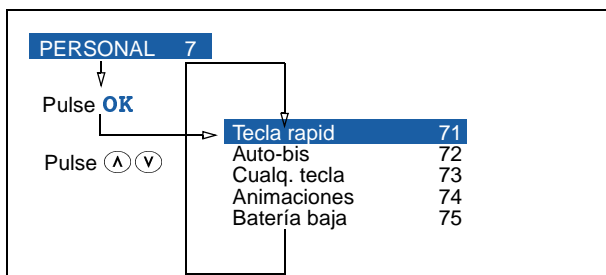 PERSONAL 7
Pulse OK
Pulse
Tecla rapid 71
Auto-bis 72
Cualq. tecla 73
Animaciones 74
Batería baja 75